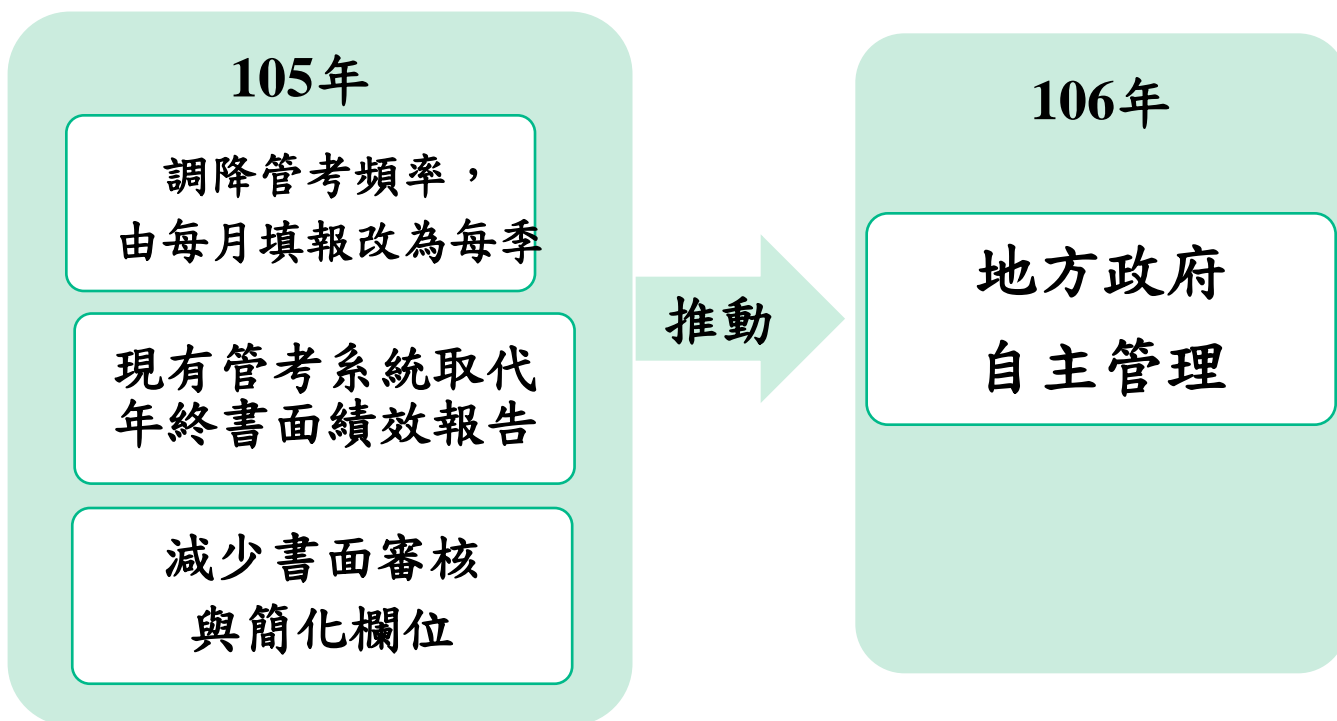 105年
調降管考頻率，
由每月填報改為每季
現有管考系統取代
年終書面績效報告
減少書面審核
與簡化欄位
推動
106年
地方政府
自主管理